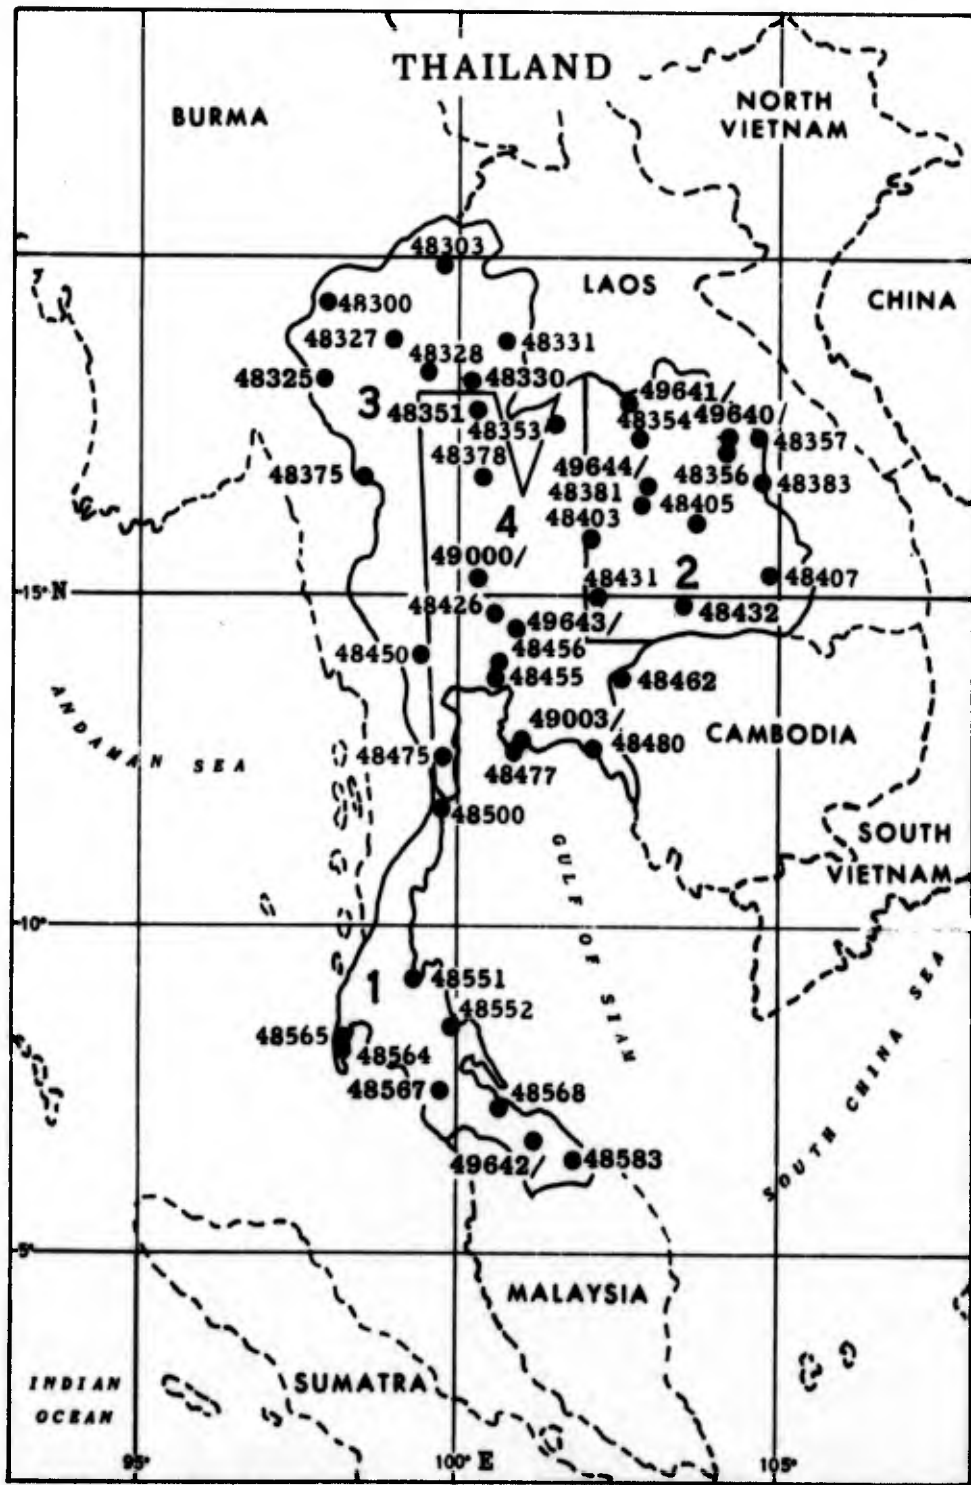 THAILAND
BURMA
NORTH
VIETNAM
48303
LAOS
CHINA
48300
48327
48328
48331
48325
48330
3
49641/
48351
48354
49640/
48353
48357
48378
49644/
48356
48375
48381
48405
48383
4
48403
49000/
15° N
48431
2
48407
48426
49643/
48432
48450
48456
48455
48462
ANDAMAN SEA
49003/
CAMBODIA
48475
48480
48477
48500
GULF OF SIAM
SOUTH
VIETNAM
10°
1
48551
48552
SOUTH CHINA SEA
48565
48564
48567
48568
49642/
48583
5°
MALAYSIA
SUMATRA
INDIAN
OCEAN
95°
100° E
105°